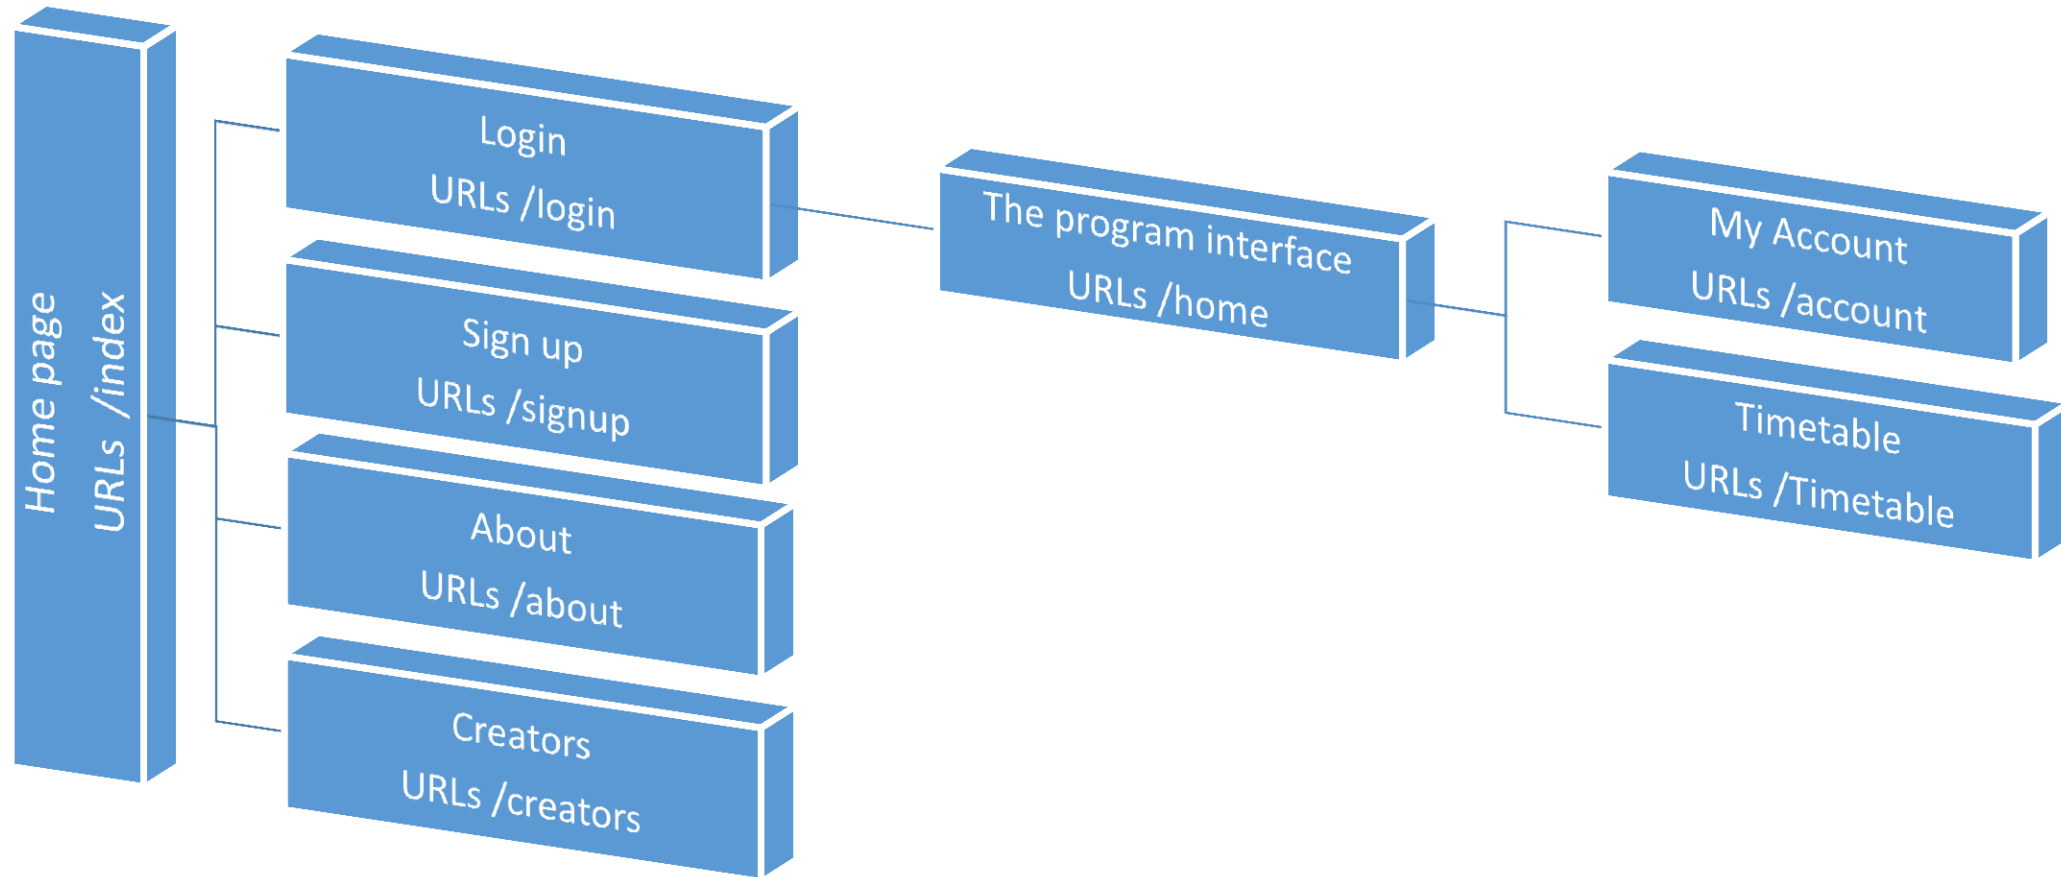 Home page
URLs /index
Login
URLs /login
Sign up
URLs /signup
About
URLs /about
Creators
URLs /creators
The program interface
URLs /home
My Account
URLs /account
Timetable
URLs /Timetable